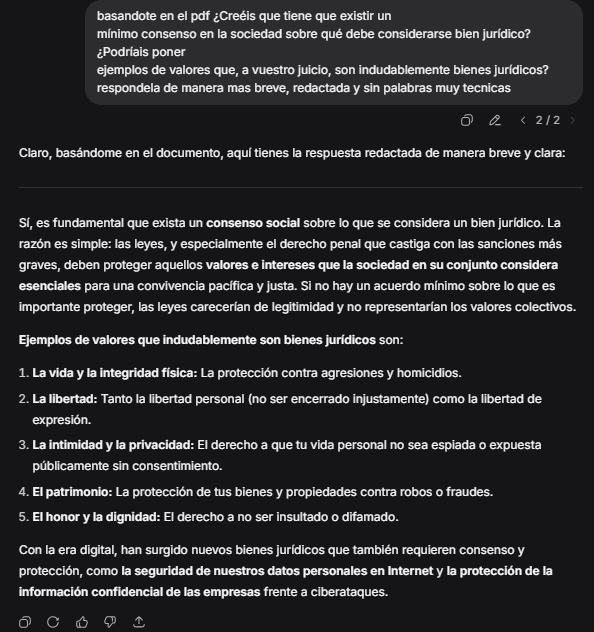 basandote en el pdf ¿Creéis que tiene que existir un
mínimo consenso en la sociedad sobre qué debe considerarse bien jurídico?
¿Podríais poner
ejemplos de valores que, a vuestro juicio, son indudablemente bienes jurídicos?
respondela de manera mas breve, redactada y sin palabras muy tecnicas
2 / 2
Claro, basándome en el documento, aquí tienes la respuesta redactada de manera breve y clara:
Sí, es fundamental que exista un consenso social sobre lo que se considera un bien jurídico. La
razón es simple: las leyes, y especialmente el derecho penal que castiga con las sanciones más
graves, deben proteger aquellos valores e intereses que la sociedad en su conjunto considera
esenciales para una convivencia pacífica y justa. Si no hay un acuerdo mínimo sobre lo que es
importante proteger, las leyes carecerían de legitimidad y no representarían los valores colectivos.
Ejemplos de valores que indudablemente son bienes jurídicos son:
1. La vida y la integridad física: La protección contra agresiones y homicidios.
2. La libertad: Tanto la libertad personal (no ser encerrado injustamente) como la libertad de
expresión.
3. La intimidad y la privacidad: El derecho a que tu vida personal no sea espiada o expuesta
públicamente sin consentimiento.
4. El patrimonio: La protección de tus bienes y propiedades contra robos o fraudes.
5. El honor y la dignidad: El derecho a no ser insultado o difamado.
Con la era digital, han surgido nuevos bienes jurídicos que también requieren consenso y
protección, como la seguridad de nuestros datos personales en Internet y la protección de la
información confidencial de las empresas frente a ciberataques.